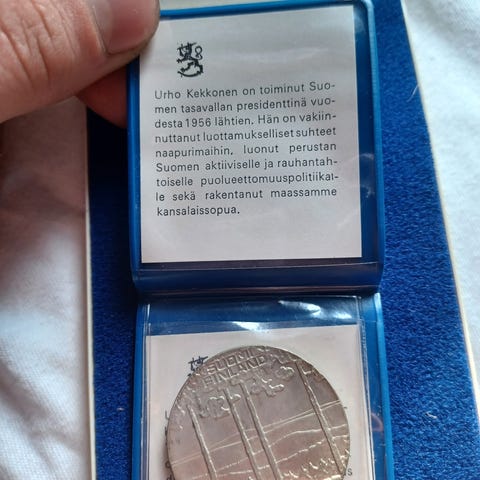 Urho Kekkonen on toiminut Suo-
men tasavallan presidenttinä vuo-
desta 1956 lähtien. Hän on vakiin-
nuttanut luottamukselliset suhteet
naapurimaihin, luonut perustan
Suomen aktiiviselle ja rauhantah-
toiselle puolueettomuuspolitiikal-
le sekä rakentanut maassamme
kansalaissopua.
SUOMI
FINLAND